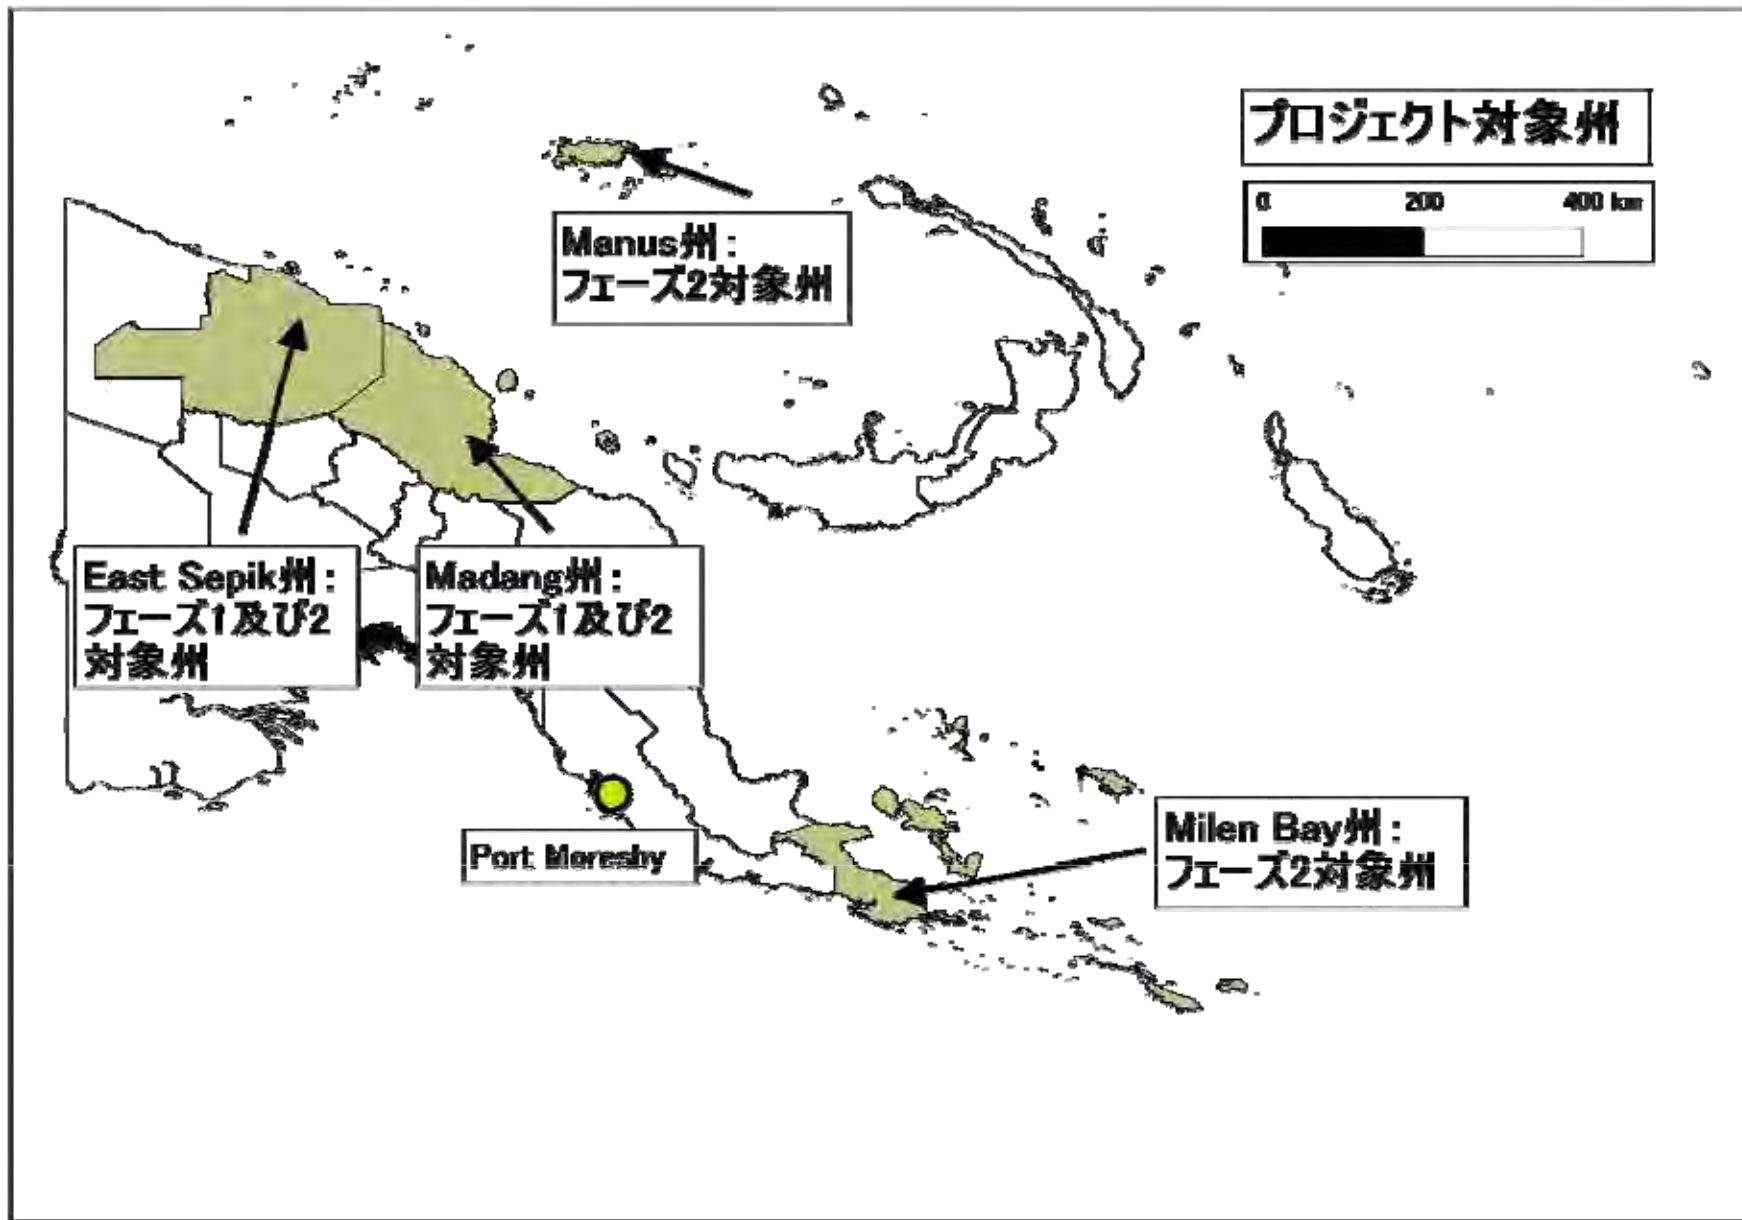 プロジェクト対象州
0 200 400 km
Manus州：
フェーズ2対象州
East Sepik州：
フェーズ1及び2
対象州
Madang州：
フェーズ1及び2
対象州
Port Moresby
Milen Bay州：
フェーズ2対象州